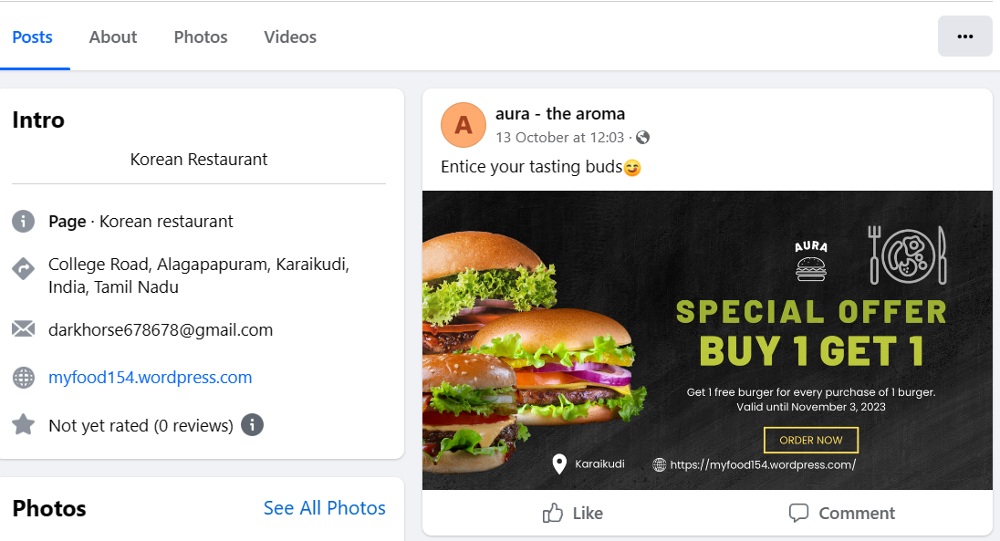 Posts
About
Photos
Videos
Intro
Korean Restaurant
Page · Korean restaurant
College Road, Alagapapuram, Karaikudi,
India, Tamil Nadu
darkhorse678678@gmail.com
myfood154.wordpress.com
Not yet rated (0 reviews)
Photos
See All Photos
A
aura - the aroma
13 October at 12:03 ·
Entice your tasting buds😋
AURA
SPECIAL OFFER
BUY 1 GET 1
Get 1 free burger for every purchase of 1 burger.
Valid until November 3, 2023
ORDER NOW
Karaikudi
https://myfood154.wordpress.com/
Like
Comment